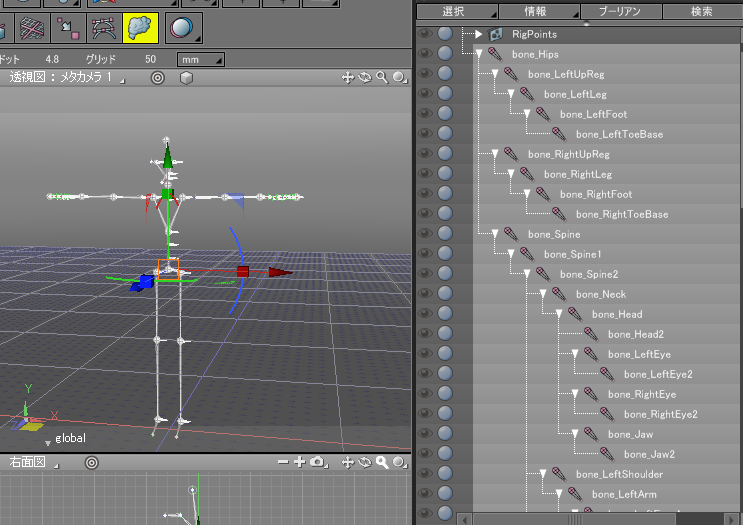 選択 情報 ブーリアン 検索
ドット 4.8 グリッド 50 mm
透視図 : メタカメラ 1
Y
X
global
右面図
RigPoints
bone_Hips
bone_LeftUpReg
bone_LeftLeg
bone_LeftFoot
bone_LeftToeBase
bone_RightUpReg
bone_RightLeg
bone_RightFoot
bone_RightToeBase
bone_Spine
bone_Spine1
bone_Spine2
bone_Neck
bone_Head
bone_Head2
bone_LeftEye
bone_LeftEye2
bone_RightEye
bone_RightEye2
bone_Jaw
bone_Jaw2
bone_LeftShoulder
bone_LeftArm